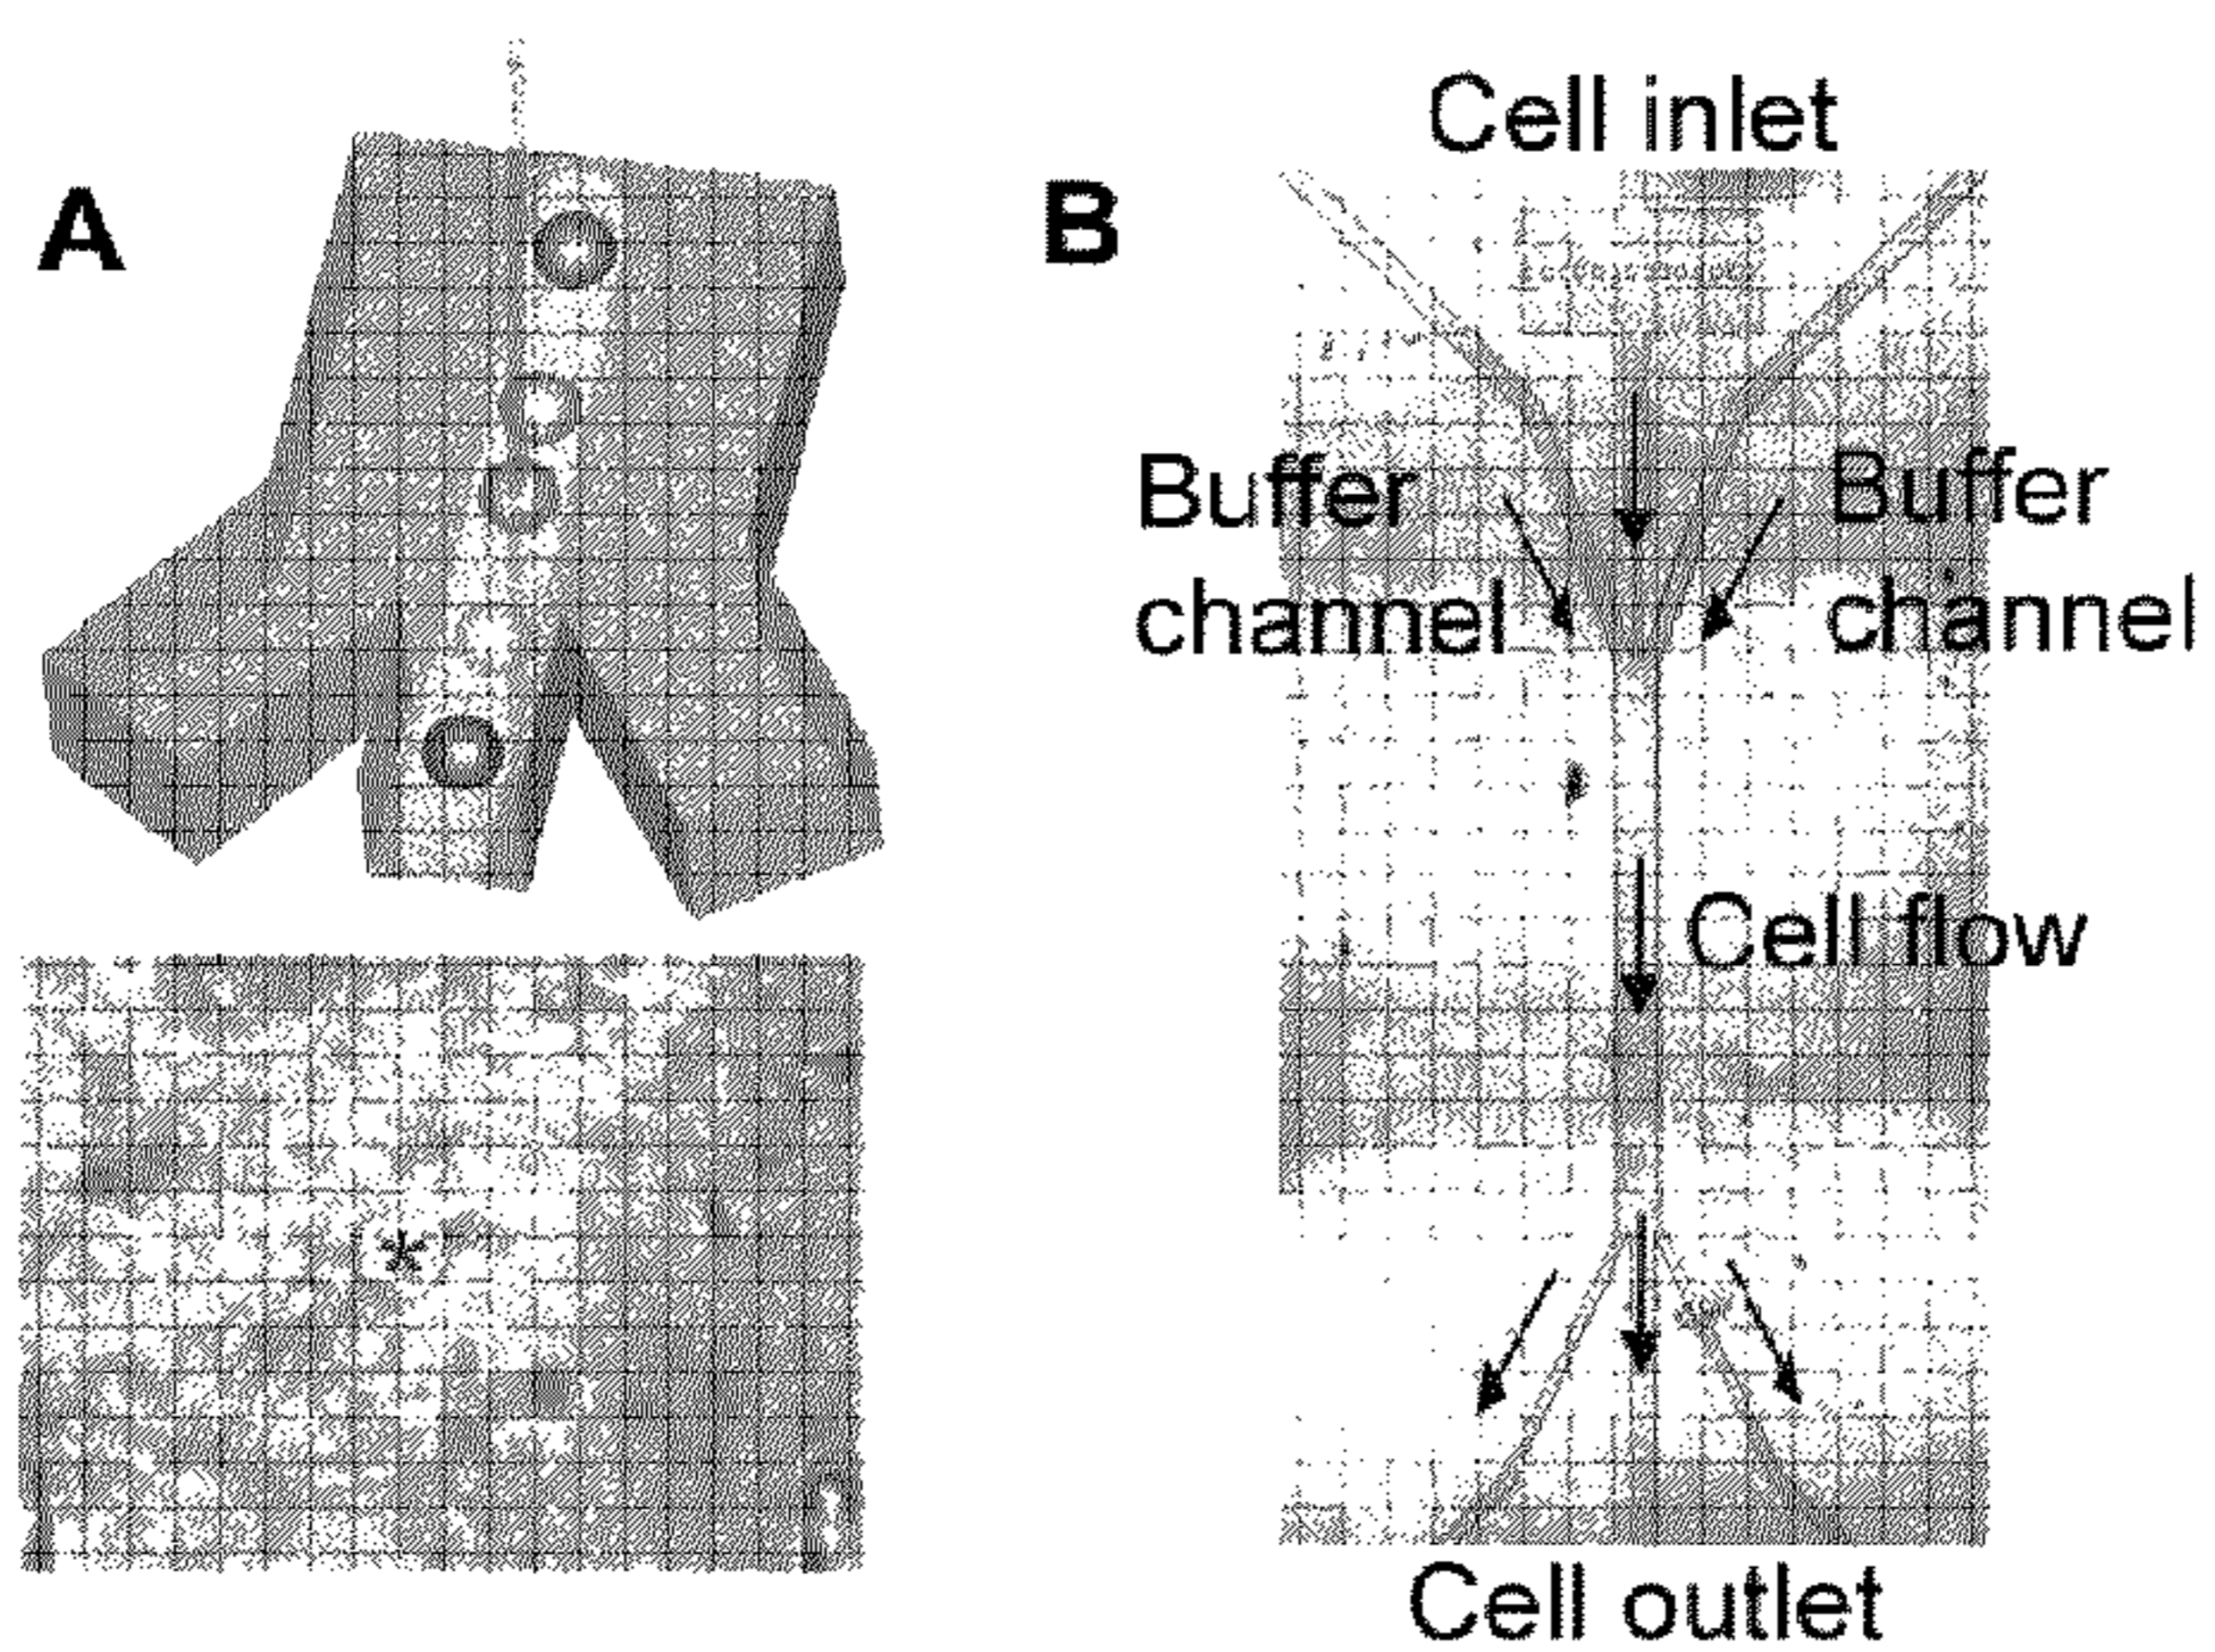 A
*
B
Cell inlet
Buffer channel
Buffer channel
Cell flow
Cell outlet